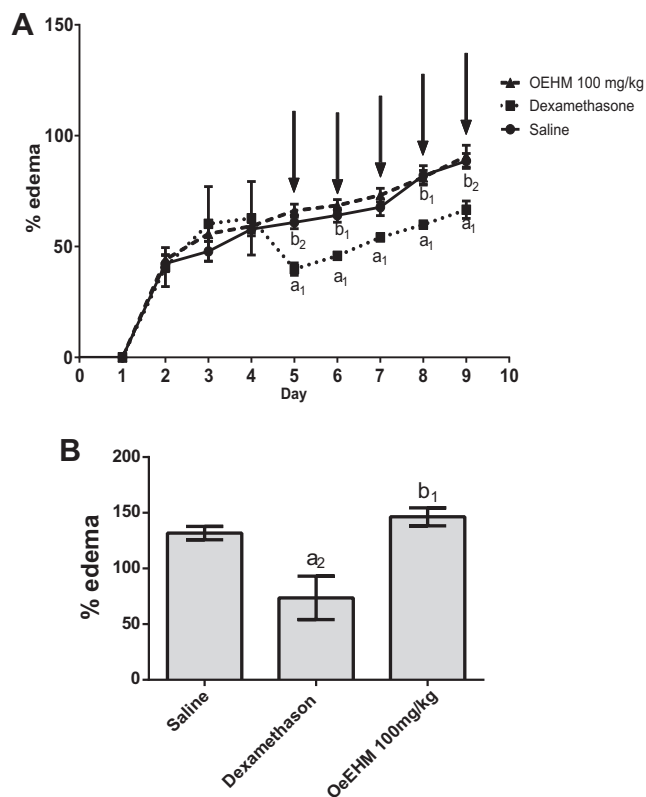 A
150
100
50
0
% edema
0 1 2 3 4 5 6 7 8 9 10
Day
OEHM 100 mg/kg
Dexamethasone
Saline
b2 b1 b1 b2
a1 a1 a1 a1 a1
B
200
150
100
50
0
% edema
a2
b1
Saline
Dexamethason
OeEHM 100mg/kg